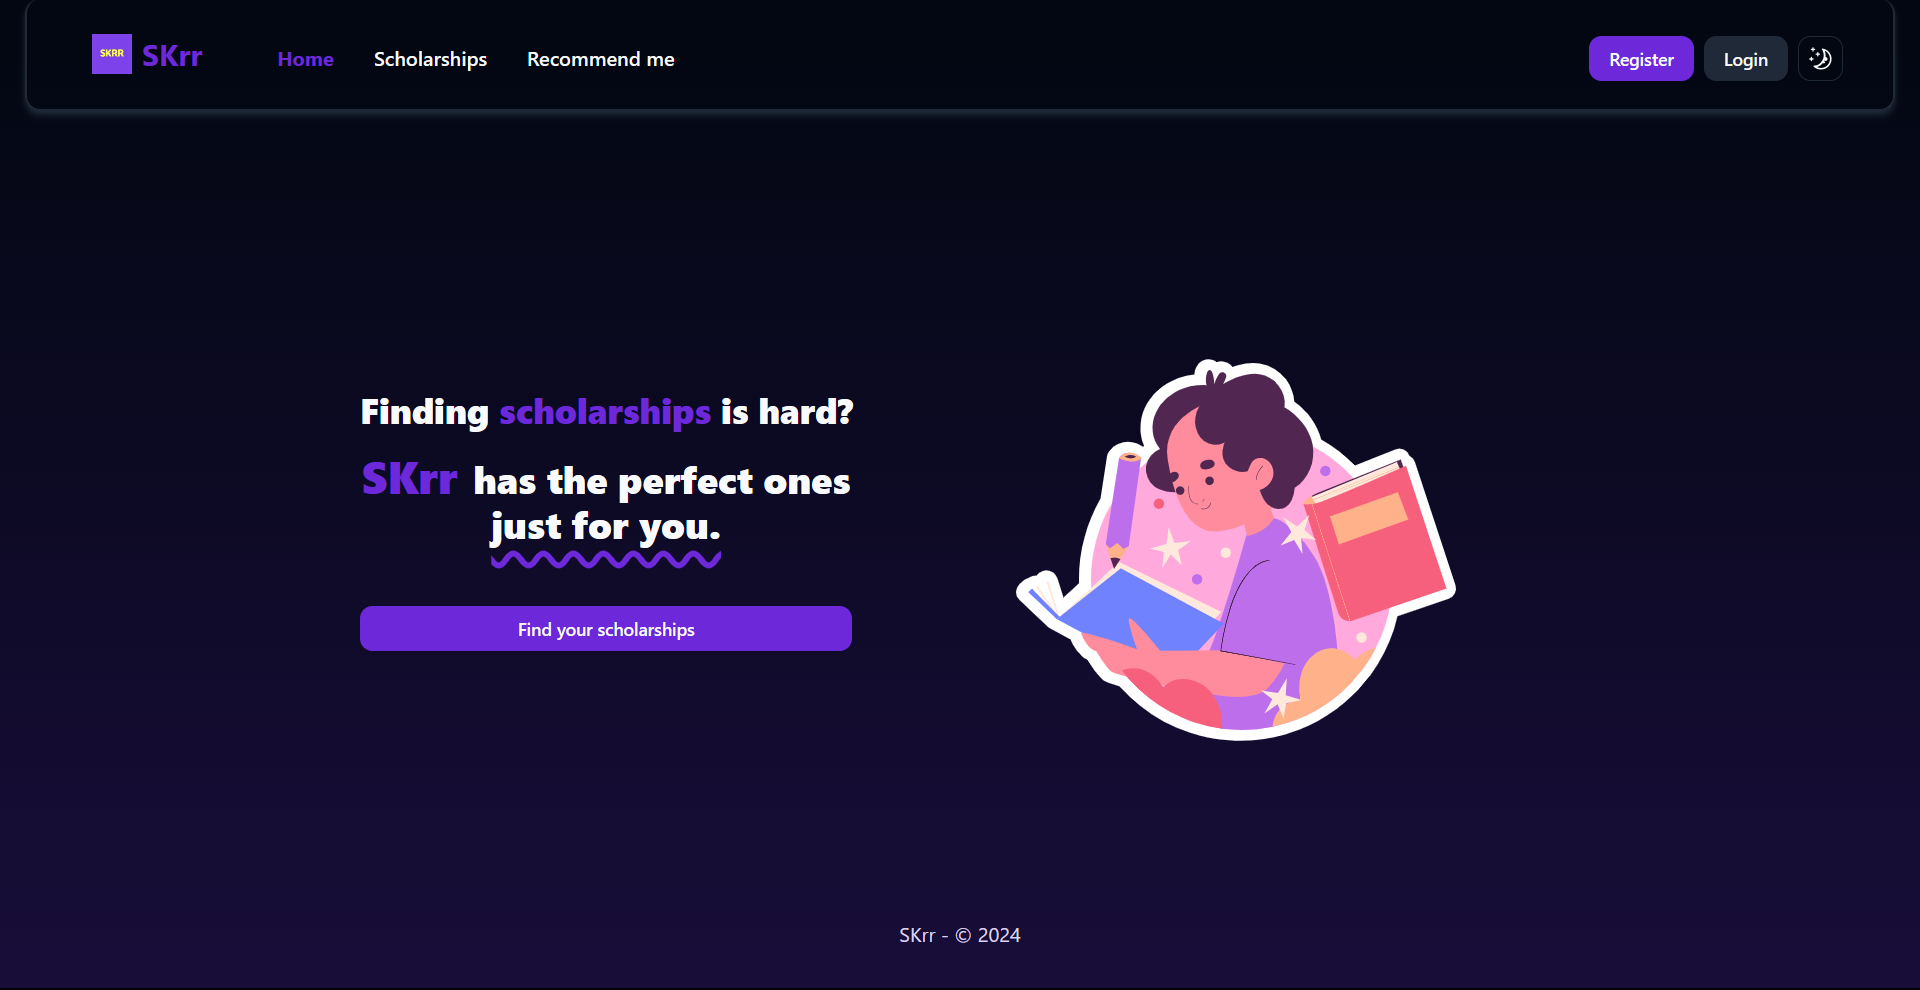 SKRR SKrr Home Scholarships Recommend me Register Login
Finding scholarships is hard?
SKrr has the perfect ones
just for you.
Find your scholarships
SKrr - © 2024